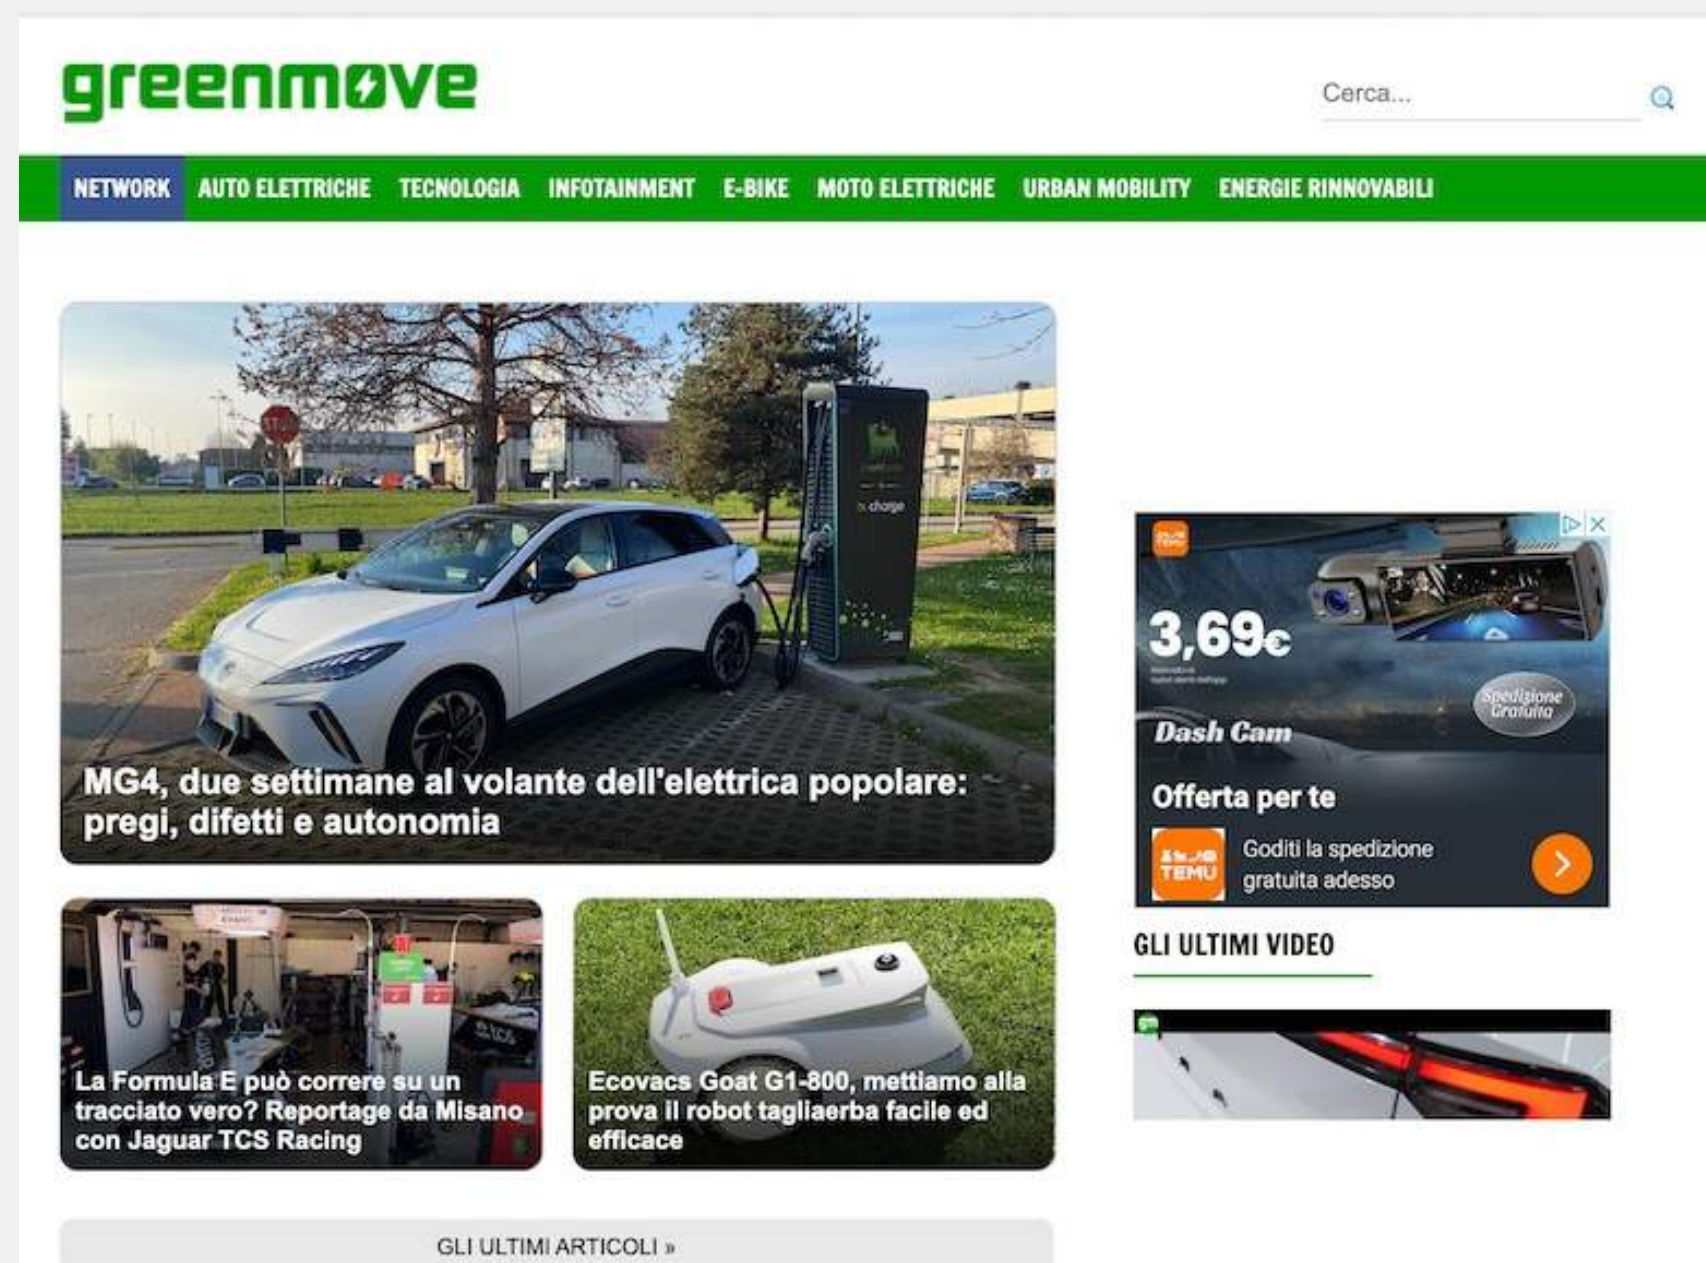 greenmove
Cerca...
NETWORK AUTO ELETTRICHE TECNOLOGIA INFOTAINMENT E-BIKE MOTO ELETTRICHE URBAN MOBILITY ENERGIE RINNOVABILI
STOP
charge
MG4, due settimane al volante dell'elettrica popolare:
pregi, difetti e autonomia
La Formula E può correre su un
tracciato vero? Reportage da Misano
con Jaguar TCS Racing
Ecovacs Goat G1-800, mettiamo alla
prova il robot tagliaerba facile ed
efficace
GLI ULTIMI ARTICOLI »
3,69€
Spedizione
Gratuita
Dash Cam
Offerta per te
TEMU
Goditi la spedizione
gratuita adesso
GLI ULTIMI VIDEO